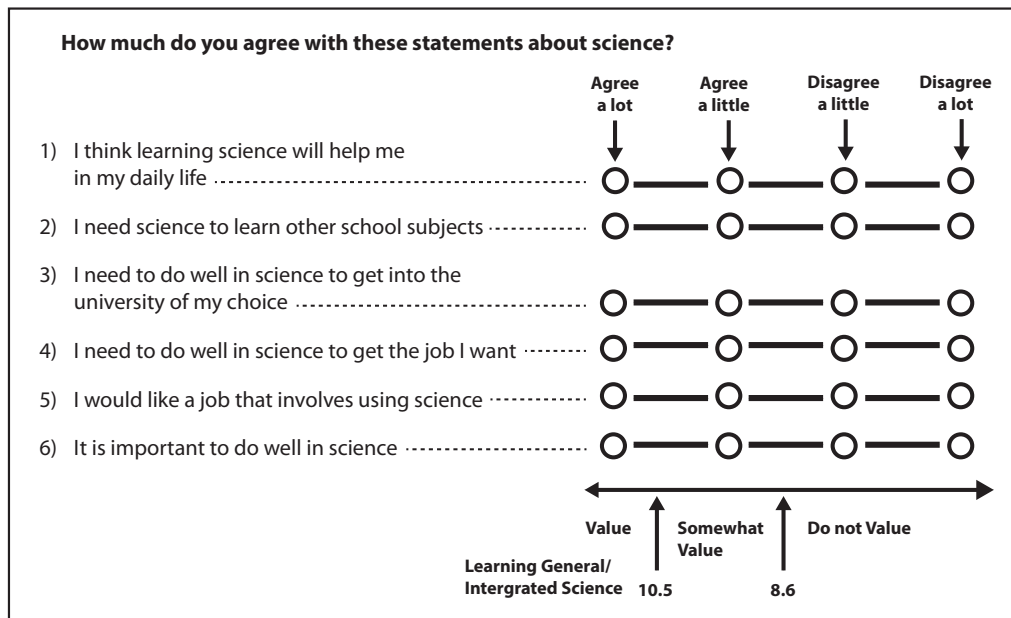 How much do you agree with these statements about science?
Agree a lot
Agree a little
Disagree a little
Disagree a lot
1) I think learning science will help me
in my daily life
2) I need science to learn other school subjects
3) I need to do well in science to get into the
university of my choice
4) I need to do well in science to get the job I want
5) I would like a job that involves using science
6) It is important to do well in science
Value
Somewhat
Value
Do not Value
Learning General/
Intergrated Science 10.5 8.6